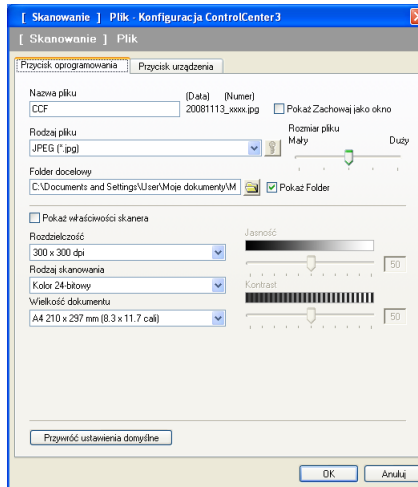 [ Skanowanie ] Plik - Konfiguracja ControlCenter3
[ Skanowanie ] Plik
Przycisk oprogramowania Przycisk urządzenia
Nazwa pliku (Data) (Numer)
CCF 20081113_xxxx.jpg Pokaż Zachowaj jako okno
Rodzaj pliku Rozmiar pliku
JPEG (*.jpg) Mały Duży
Folder docelowy
C:\Documents and Settings\User\Moje dokumenty\M Pokaż Folder
Pokaż właściwości skanera
Rozdzielczość Jasność
300 x 300 dpi 50
Rodzaj skanowania Kontrast
Kolor 24-bitowy
Wielkość dokumentu
A4 210 x 297 mm (8.3 x 11.7 cali) 50
Przywróć ustawienia domyślne
OK Anuluj